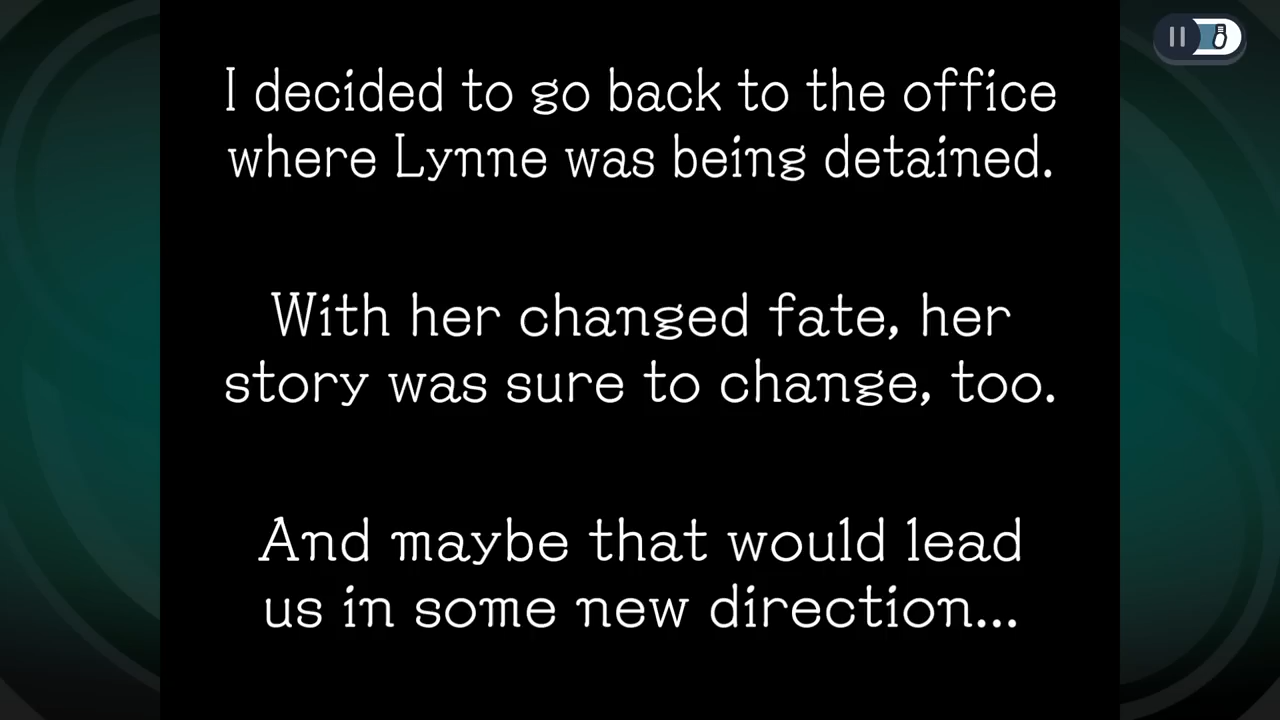 I decided to go back to the office
where Lynne was being detained.
With her changed fate, her
story was sure to change, too.
And maybe that would lead
us in some new direction...